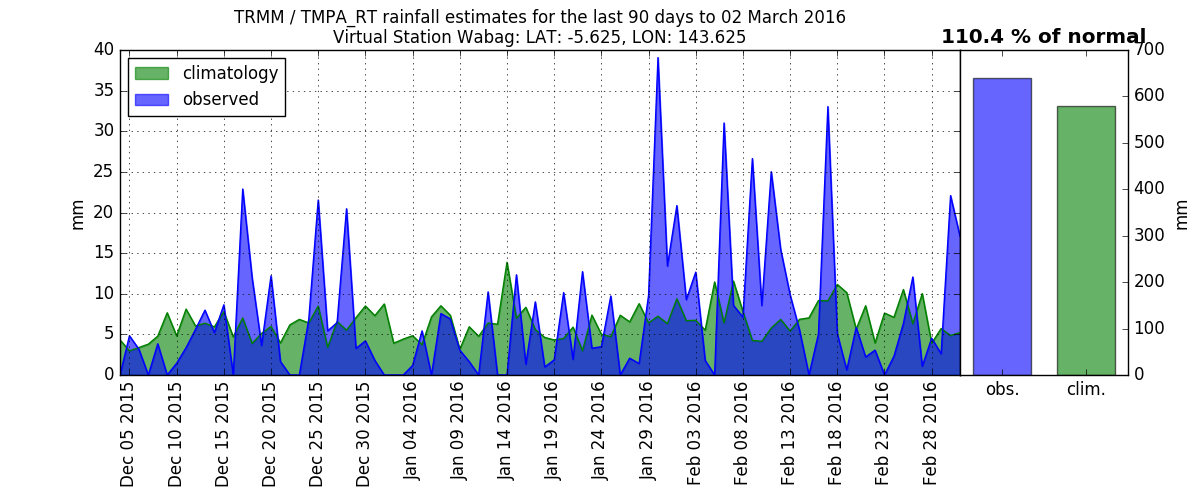 TRMM / TMPA_RT rainfall estimates for the last 90 days to 02 March 2016
Virtual Station Wabag: LAT: -5.625, LON: 143.625
110.4 % of normal
climatology
observed
mm
40
35
30
25
20
15
10
5
0
700
600
500
400
300
200
100
0
mm
Dec 05 2015
Dec 10 2015
Dec 15 2015
Dec 20 2015
Dec 25 2015
Dec 30 2015
Jan 04 2016
Jan 09 2016
Jan 14 2016
Jan 19 2016
Jan 24 2016
Jan 29 2016
Feb 03 2016
Feb 08 2016
Feb 13 2016
Feb 18 2016
Feb 23 2016
Feb 28 2016
obs.
clim.